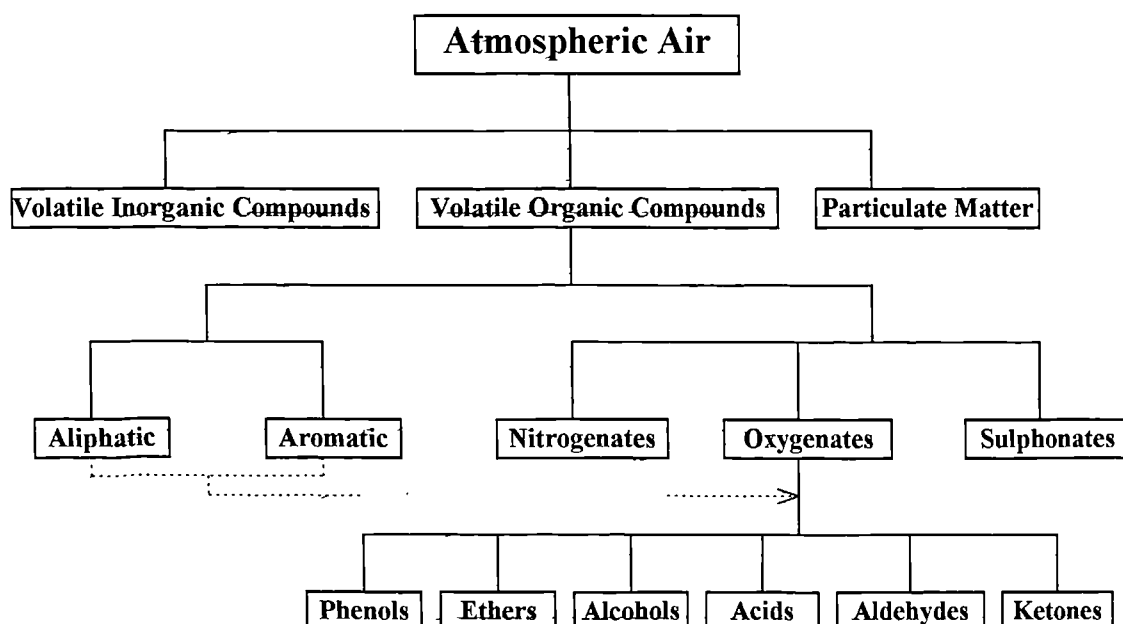 Atmospheric Air
Volatile Inorganic Compounds
Volatile Organic Compounds
Particulate Matter
Aliphatic
Aromatic
Nitrogenates
Oxygenates
Sulphonates
Phenols
Ethers
Alcohols
Acids
Aldehydes
Ketones